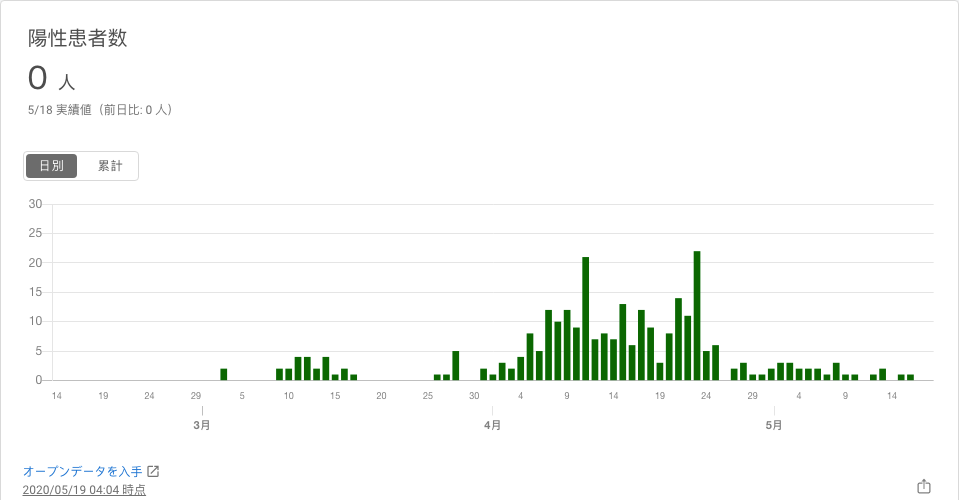 陽性患者数
0 人
5/18 実績値（前日比: 0 人）
日別 累計
30
25
20
15
10
5
0
14 19 24 29 5 10 15 20 25 30 4 9 14 19 24 29 4 9 14
3月 4月 5月
オープンデータを入手
2020/05/19 04:04 時点